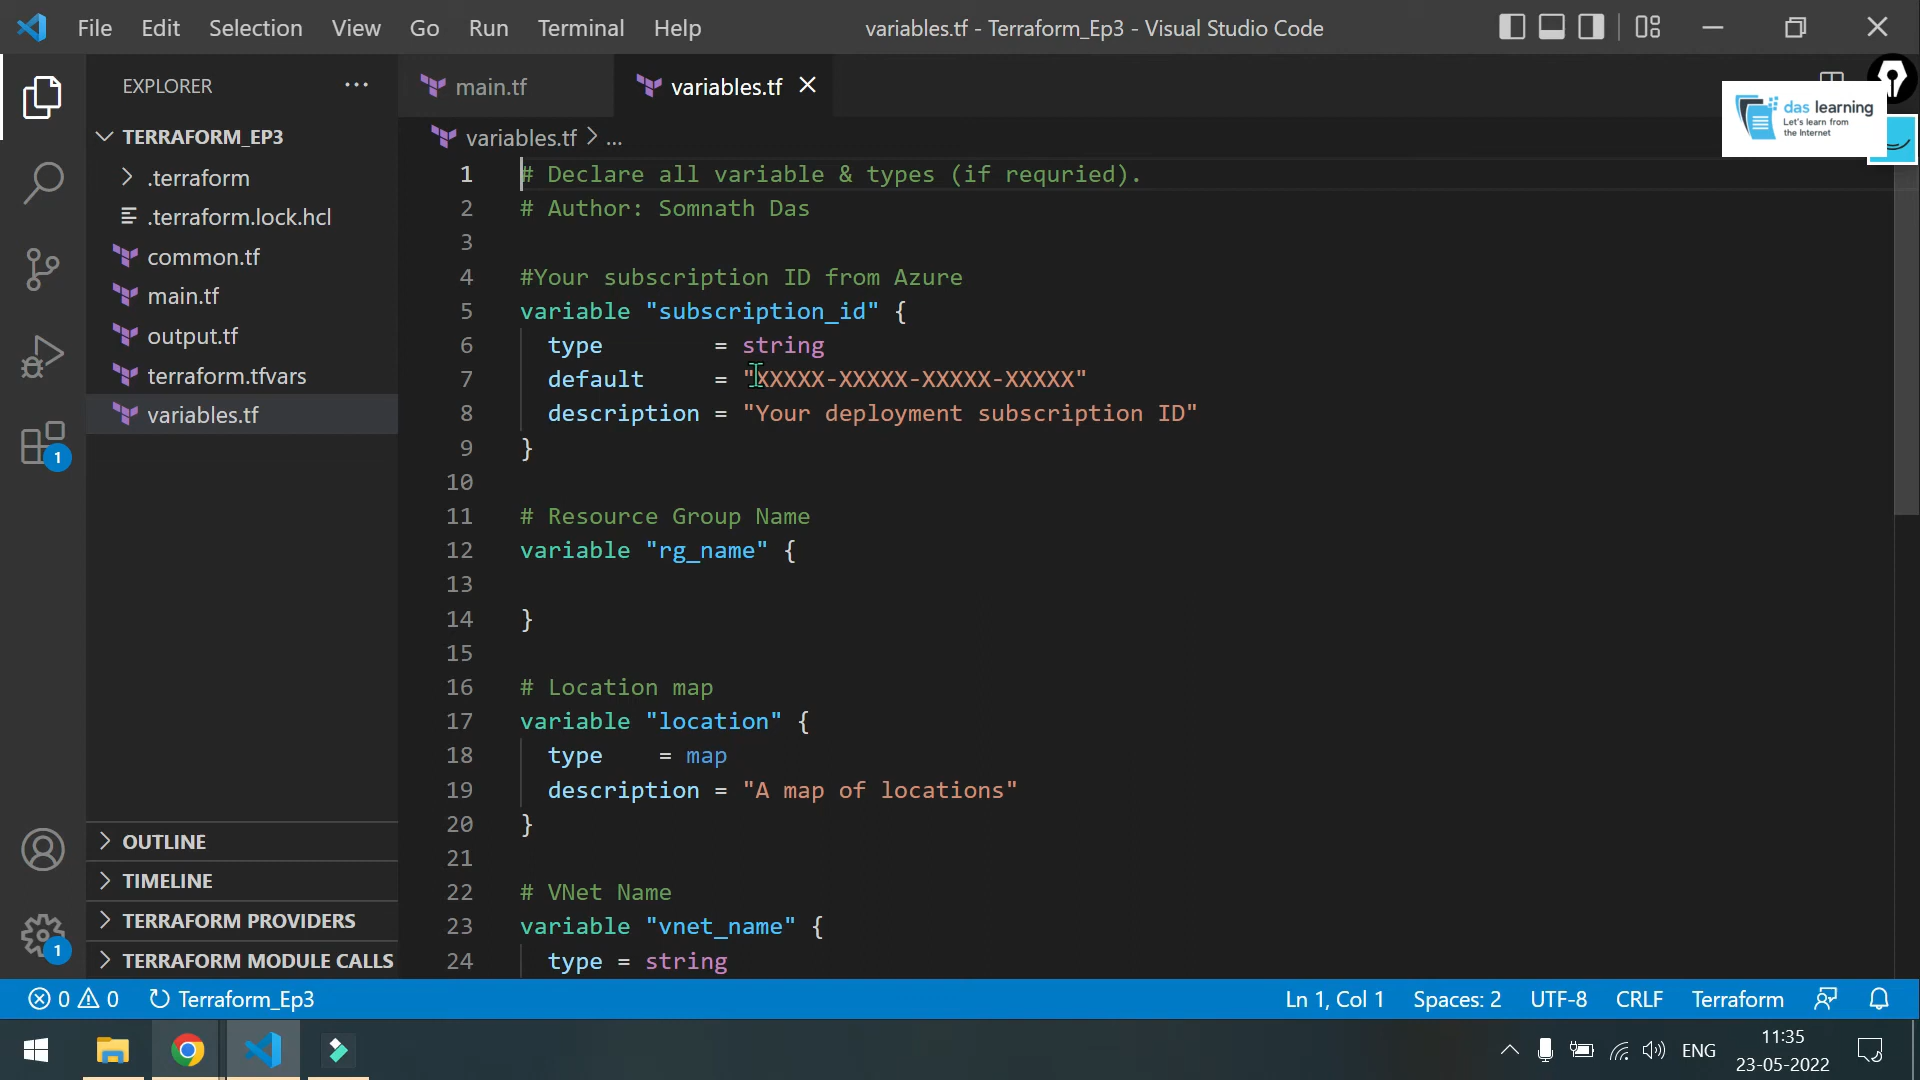 File Edit Selection View Go Run Terminal Help
variables.tf - Terraform_Ep3 - Visual Studio Code
EXPLORER
main.tf
variables.tf
das learning
Let's learn from
the Internet
TERRAFORM_EP3
.terraform
.terraform.lock.hcl
common.tf
main.tf
output.tf
terraform.tfvars
variables.tf
OUTLINE
TIMELINE
TERRAFORM PROVIDERS
TERRAFORM MODULE CALLS
1
1
variables.tf > ...
1 # Declare all variable & types (if requried).
2 # Author: Somnath Das
3
4 #Your subscription ID from Azure
5 variable "subscription_id" {
6 type = string
7 default = "XXXXX-XXXXX-XXXXX-XXXXX"
8 description = "Your deployment subscription ID"
9 }
10
11 # Resource Group Name
12 variable "rg_name" {
13
14 }
15
16 # Location map
17 variable "location" {
18 type = map
19 description = "A map of locations"
20 }
21
22 # VNet Name
23 variable "vnet_name" {
24 type = string
0 0 Terraform_Ep3
Ln 1, Col 1 Spaces: 2 UTF-8 CRLF Terraform
ENG
11:35
23-05-2022